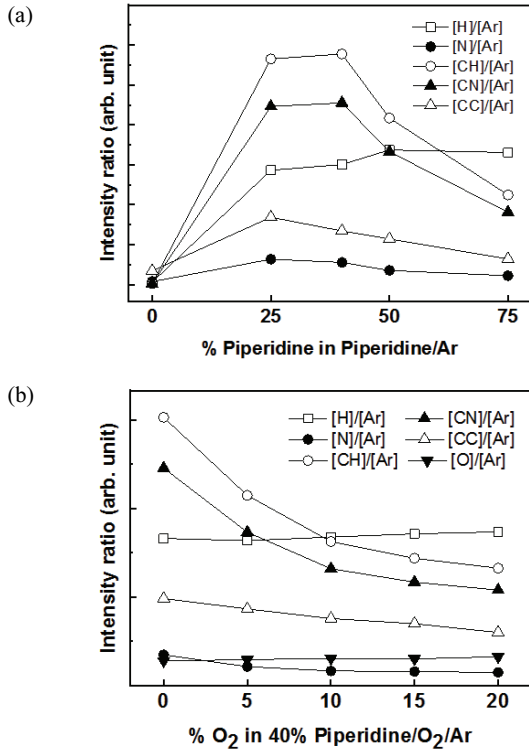 (a)
Intensity ratio (arb. unit)
[H]/[Ar]
[N]/[Ar]
[CH]/[Ar]
[CN]/[Ar]
[CC]/[Ar]
0 25 50 75
% Piperidine in Piperidine/Ar
(b)
Intensity ratio (arb. unit)
[H]/[Ar] [CN]/[Ar]
[N]/[Ar] [CC]/[Ar]
[CH]/[Ar] [O]/[Ar]
0 5 10 15 20
% O2 in 40% Piperidine/O2/Ar